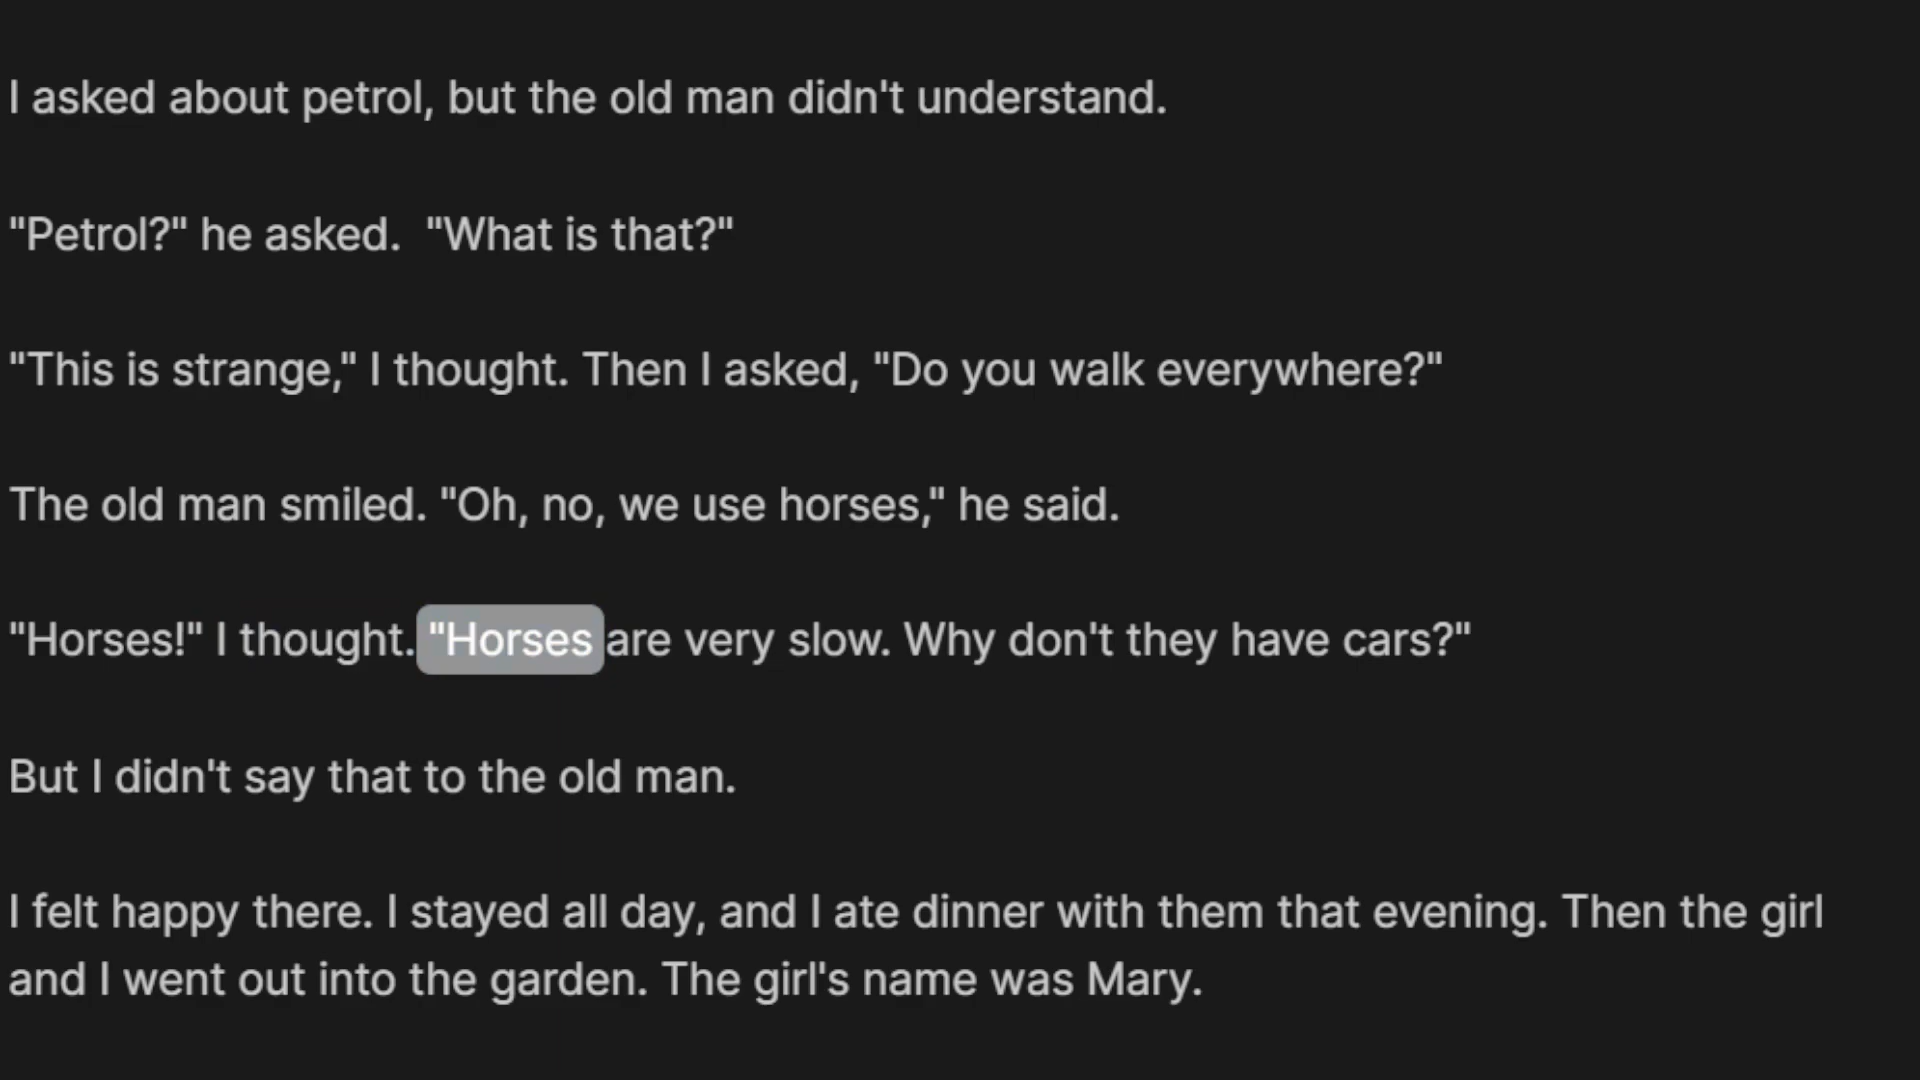 I asked about petrol, but the old man didn't understand.
"Petrol?" he asked.  "What is that?"
"This is strange," I thought. Then I asked, "Do you walk everywhere?"
The old man smiled. "Oh, no, we use horses," he said.
"Horses!" I thought. "Horses are very slow. Why don't they have cars?"
But I didn't say that to the old man.
I felt happy there. I stayed all day, and I ate dinner with them that evening. Then the girl
and I went out into the garden. The girl's name was Mary.